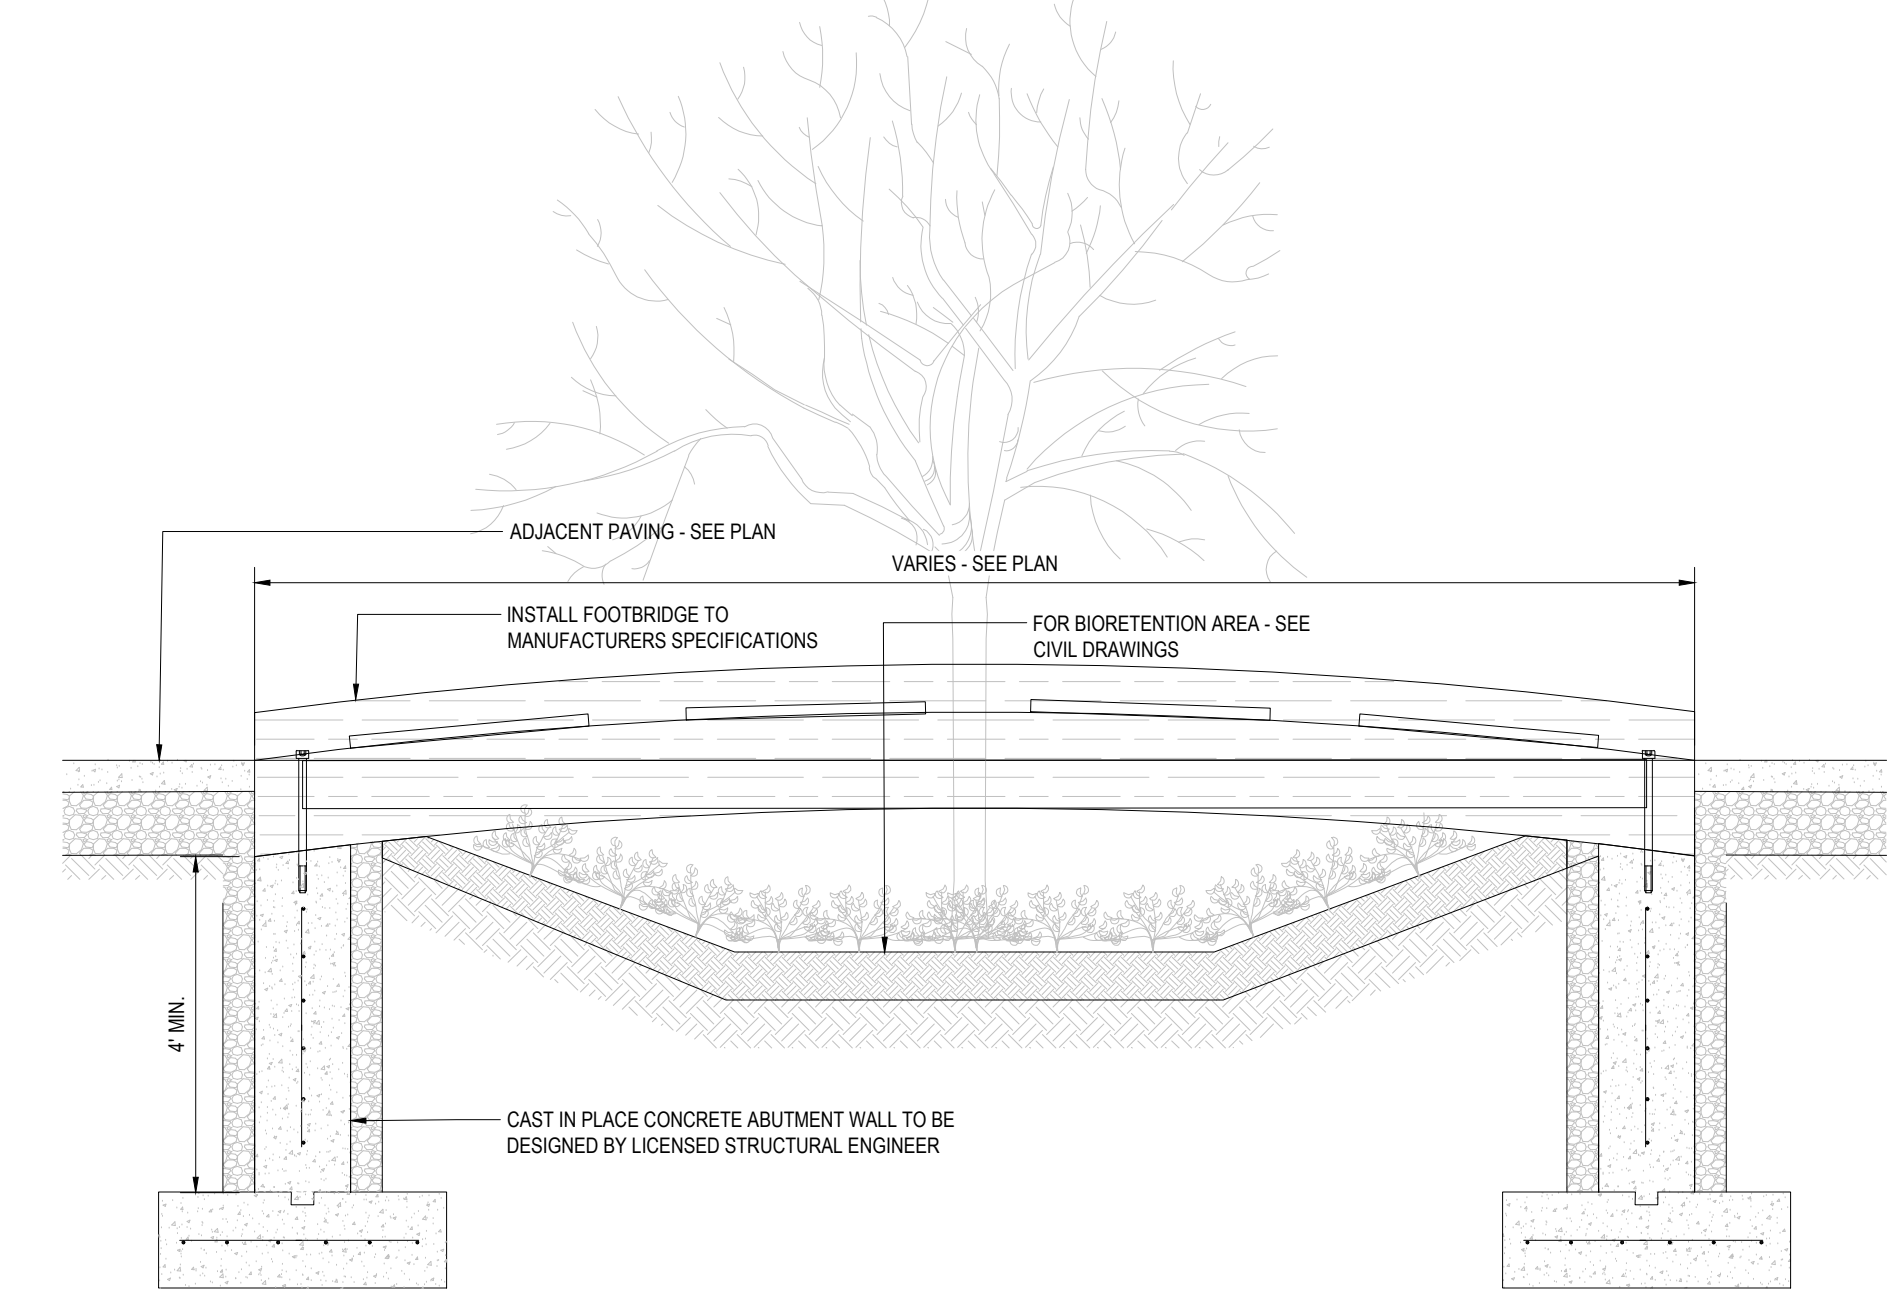 ADJACENT PAVING - SEE PLAN
VARIES - SEE PLAN
INSTALL FOOTBRIDGE TO
MANUFACTURERS SPECIFICATIONS
FOR BIORETENTION AREA - SEE
CIVIL DRAWINGS
4' MIN.
CAST IN PLACE CONCRETE ABUTMENT WALL TO BE
DESIGNED BY LICENSED STRUCTURAL ENGINEER